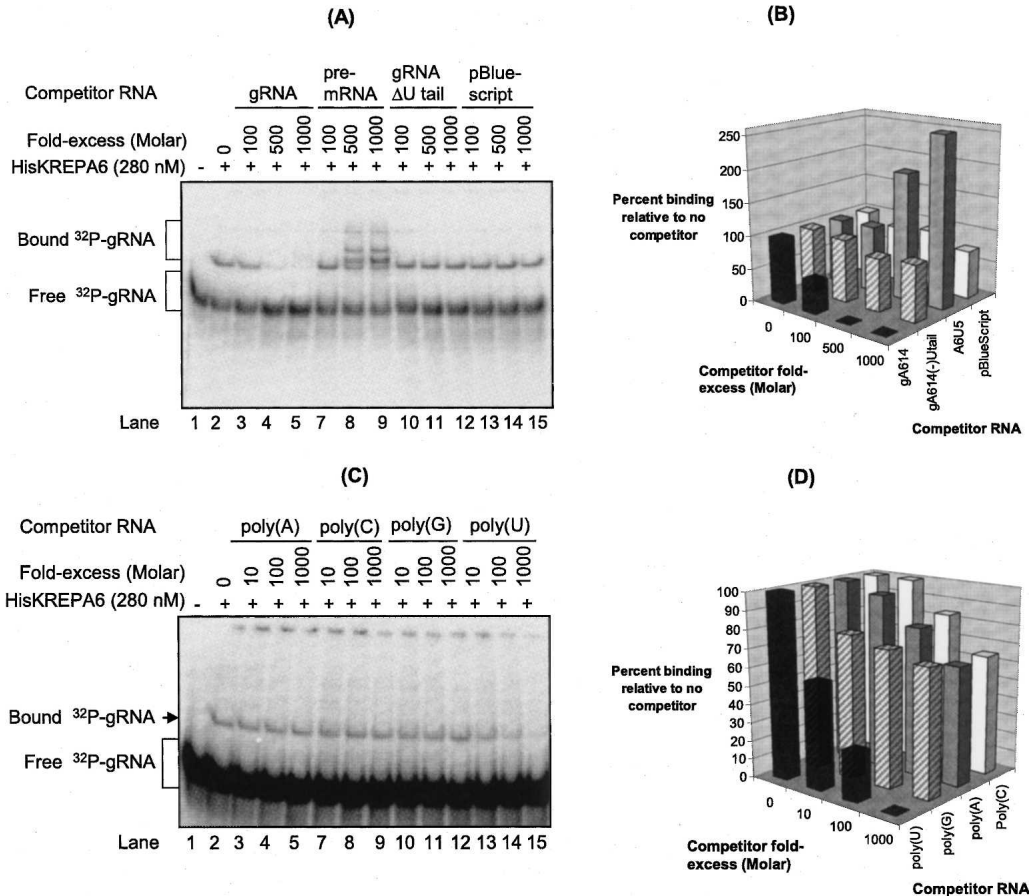 (A)
Competitor RNA
gRNA
pre-
mRNA
gRNA
ΔU tail
pBlue-
script
Fold-excess (Molar)
0 100 500 1000 100 500 1000 100 500 1000 100 500 1000
HisKREPA6 (280 nM)
- + + + + + + + + + + + + +
Bound ³²P-gRNA
Free ³²P-gRNA
Lane 1 2 3 4 5 7 8 9 10 11 12 13 14 15
(B)
Percent binding
relative to no
competitor
250
200
150
100
50
0
0 100 500 1000
Competitor fold-
excess (Molar)
gA614
gA614(-)Utail
A6U5
pBlueScript
Competitor RNA
(C)
Competitor RNA
poly(A) poly(C) poly(G) poly(U)
Fold-excess (Molar)
0 10 100 1000 10 100 1000 10 100 1000 10 100 1000
HisKREPA6 (280 nM)
- + + + + + + + + + + + + +
Bound ³²P-gRNA
Free ³²P-gRNA
Lane 1 2 3 4 5 7 8 9 10 11 12 13 14 15
(D)
Percent binding
relative to no
competitor
100
90
80
70
60
50
40
30
20
10
0
0 10 100 1000
Competitor fold-
excess (Molar)
poly(U)
poly(G)
poly(A)
Poly(C)
Competitor RNA